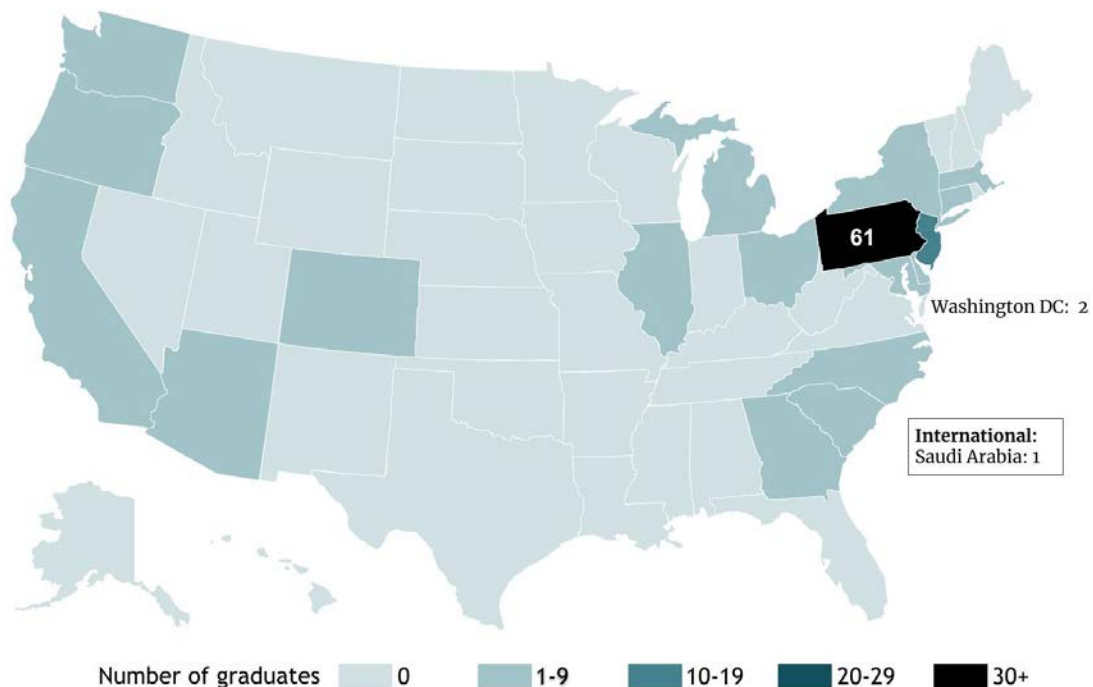 61
Washington DC: 2
International:
Saudi Arabia: 1
Number of graduates 0 1-9 10-19 20-29 30+